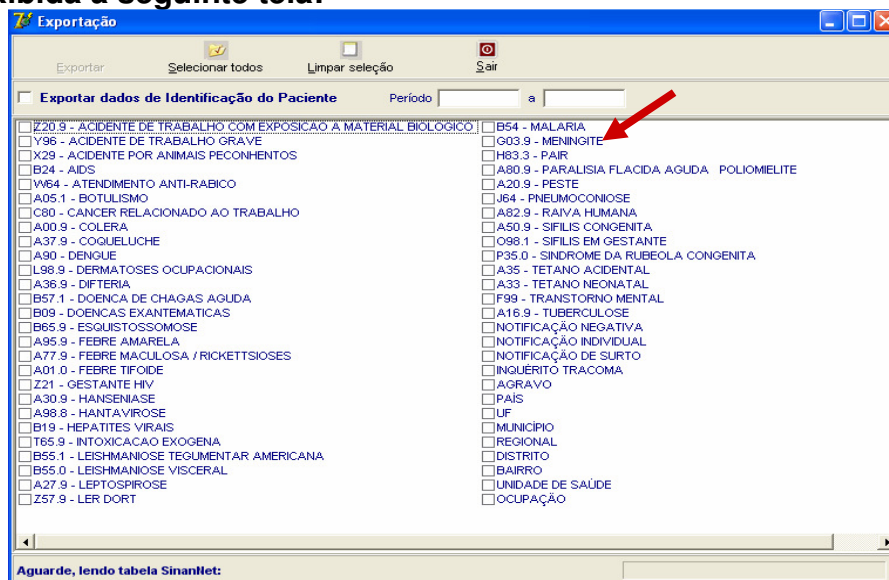 xibida a seguinte tela:
Exportação
Exportar Selecionar todos Limpar seleção Sair
Exportar dados de Identificação do Paciente Período a
Z20.9 - ACIDENTE DE TRABALHO COM EXPOSICAO A MATERIAL BIOLOGICO
Y96 - ACIDENTE DE TRABALHO GRAVE
X29 - ACIDENTE POR ANIMAIS PECONHENTOS
B24 - AIDS
W64 - ATENDIMENTO ANTI-RABICO
A05.1 - BOTULISMO
C80 - CANCER RELACIONADO AO TRABALHO
A00.9 - COLERA
A37.9 - COQUELUCHE
A90 - DENGUE
L98.9 - DERMATOSES OCUPACIONAIS
A36.9 - DIFTERIA
B57.1 - DOENCA DE CHAGAS AGUDA
B09 - DOENCAS EXANTEMATICAS
B65.9 - ESQUISTOSSOMOSE
A95.9 - FEBRE AMARELA
A77.9 - FEBRE MACULOSA / RICKETTSIOSES
A01.0 - FEBRE TIFOIDE
Z21 - GESTANTE HIV
A30.9 - HANSENIASE
A98.8 - HANTAVIROSE
B19 - HEPATITES VIRAIS
T65.9 - INTOXICACAO EXOGENA
B55.1 - LEISHMANIOSE TEGUMENTAR AMERICANA
B55.0 - LEISHMANIOSE VISCERAL
A27.9 - LEPTOSPIROSE
Z57.9 - LER DORT
B54 - MALARIA
G03.9 - MENINGITE
H83.3 - PAIR
A80.9 - PARALISIA FLACIDA AGUDA POLIOMIELITE
A20.9 - PESTE
J64 - PNEUMOCONIOSE
A82.9 - RAIVA HUMANA
A50.9 - SIFILIS CONGENITA
O98.1 - SIFILIS EM GESTANTE
P35.0 - SINDROME DA RUBEOLA CONGENITA
A35 - TETANO ACIDENTAL
A33 - TETANO NEONATAL
F99 - TRANSTORNO MENTAL
A16.9 - TUBERCULOSE
NOTIFICAÇÃO NEGATIVA
NOTIFICAÇÃO INDIVIDUAL
NOTIFICAÇÃO DE SURTO
INQUÉRITO TRACOMA
AGRAVO
PAÍS
UF
MUNICÍPIO
REGIONAL
DISTRITO
BAIRRO
UNIDADE DE SAÚDE
OCUPAÇÃO
Aguarde, lendo tabela SinanNet: